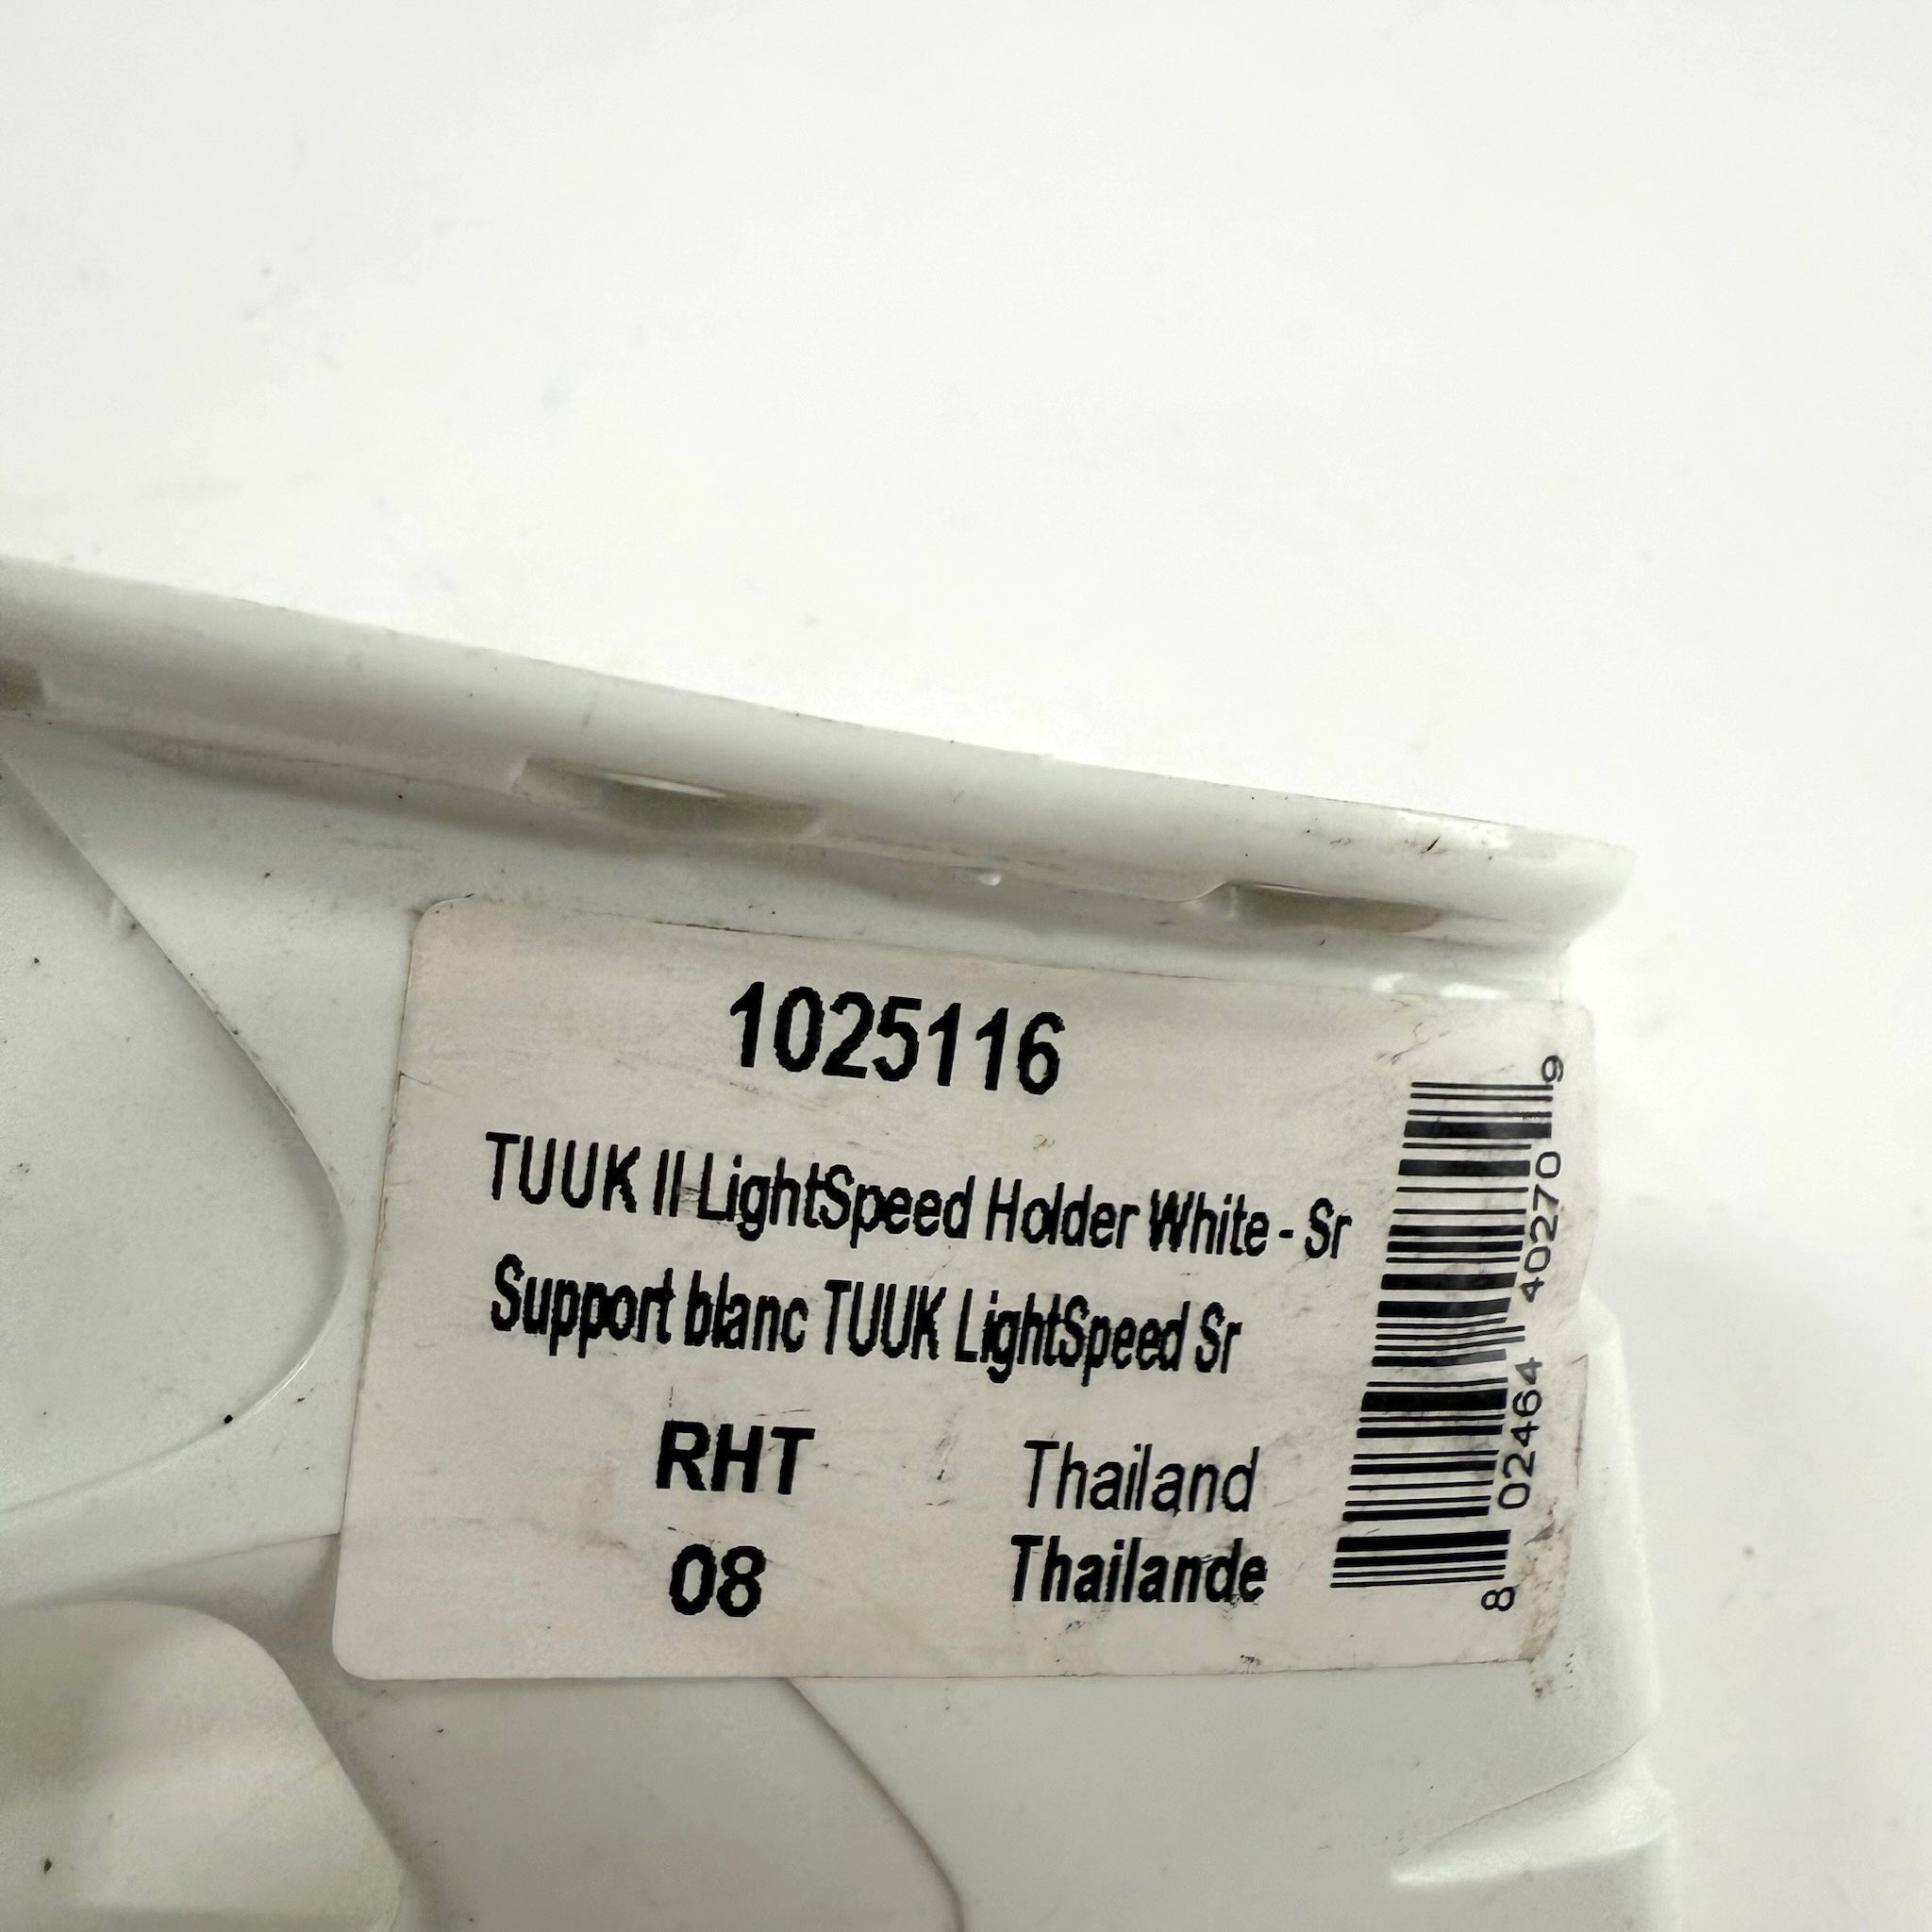 1025116
TUUK II LightSpeed Holder White - Sr
Support blanc TUUK LightSpeed Sr
RHT
Thailand
08
Thailande
8 02464 40270 9